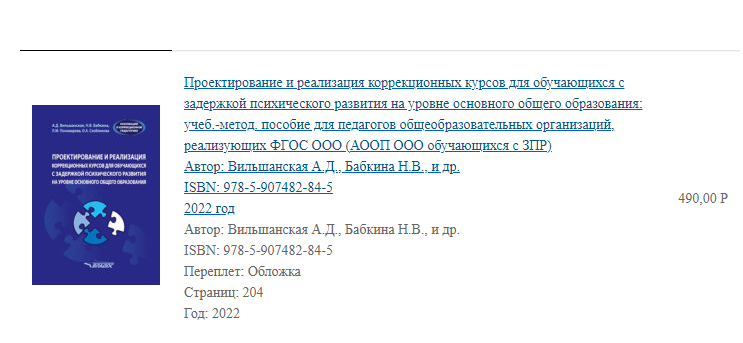 А.Д. Вильшанская, Н.В. Бабкина,
ПРОЕКТИРОВАНИЕ И РЕАЛИЗАЦИЯ
КОРРЕКЦИОННЫХ КУРСОВ ДЛЯ ОБУЧАЮЩИХСЯ
С ЗАДЕРЖКОЙ ПСИХИЧЕСКОГО РАЗВИТИЯ
НА УРОВНЕ ОСНОВНОГО ОБЩЕГО ОБРАЗОВАНИЯ
Проектирование и реализация коррекционных курсов для обучающихся с
задержкой психического развития на уровне основного общего образования:
учеб.-метод. пособие для педагогов общеобразовательных организаций,
реализующих ФГОС ООО (АООП ООО обучающихся с ЗПР)
Автор: Вильшанская А.Д., Бабкина Н.В., и др.
ISBN: 978-5-907482-84-5
2022 год
Автор: Вильшанская А.Д., Бабкина Н.В., и др.
ISBN: 978-5-907482-84-5
Переплет: Обложка
Страниц: 204
Год: 2022
490,00 Р